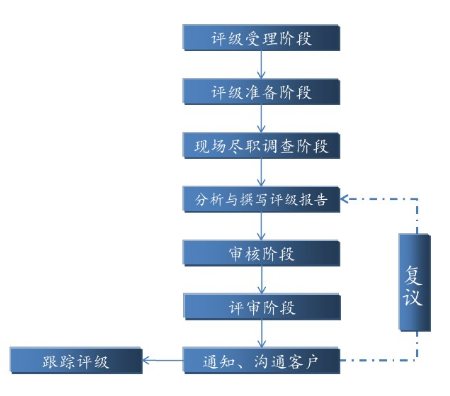 评级受理阶段
评级准备阶段
现场尽职调查阶段
分析与撰写评级报告
审核阶段
复议
评审阶段
跟踪评级
通知、沟通客户